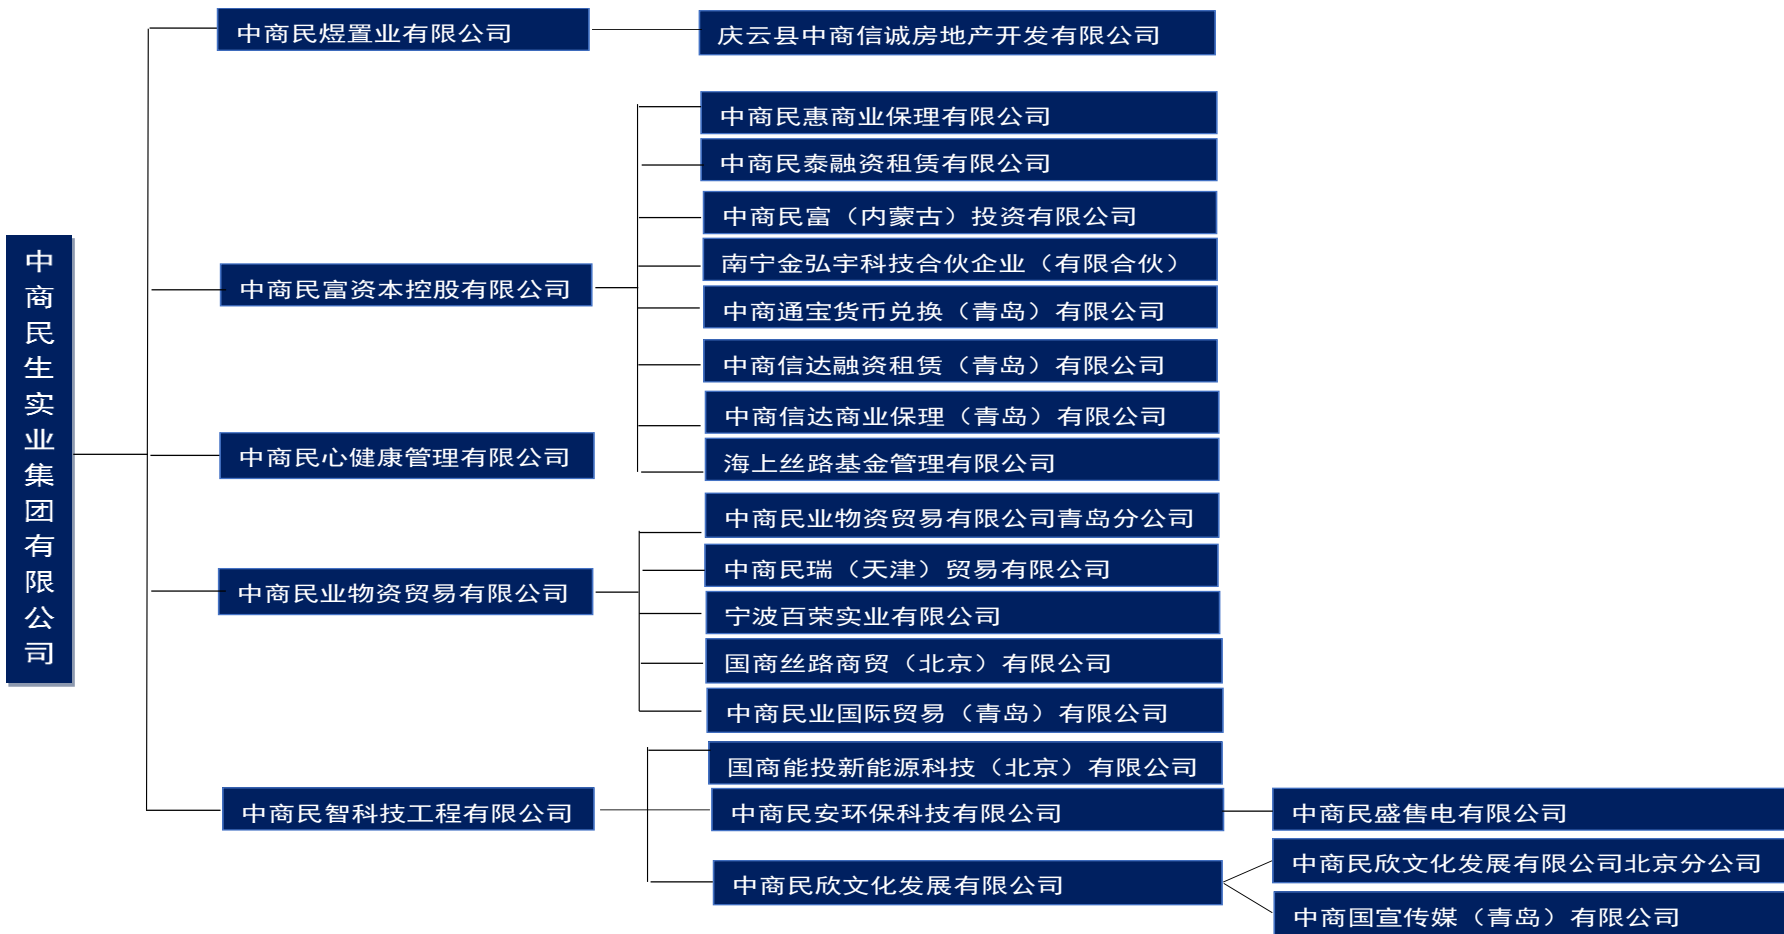 中商民生实业集团有限公司
中商民煜置业有限公司
庆云县中商信诚房地产开发有限公司
中商民富资本控股有限公司
中商民惠商业保理有限公司
中商民泰融资租赁有限公司
中商民富（内蒙古）投资有限公司
南宁金弘宇科技合伙企业（有限合伙）
中商通宝货币兑换（青岛）有限公司
中商信达融资租赁（青岛）有限公司
中商信达商业保理（青岛）有限公司
海上丝路基金管理有限公司
中商民心健康管理有限公司
中商民业物资贸易有限公司
中商民业物资贸易有限公司青岛分公司
中商民瑞（天津）贸易有限公司
宁波百荣实业有限公司
国商丝路商贸（北京）有限公司
中商民业国际贸易（青岛）有限公司
中商民智科技工程有限公司
国商能投新能源科技（北京）有限公司
中商民安环保科技有限公司
中商民盛售电有限公司
中商民欣文化发展有限公司
中商民欣文化发展有限公司北京分公司
中商国宣传媒（青岛）有限公司